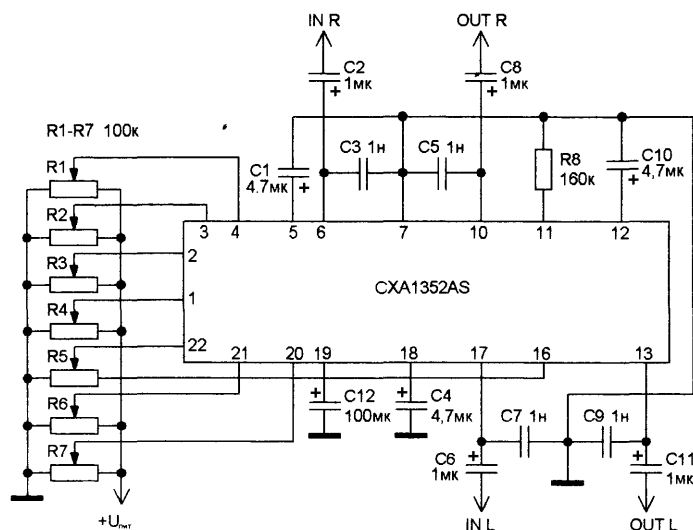 IN R
OUT R
C2
1мк
C8
1мк
R1-R7 100к
C3 1н
C5 1н
C1
4.7мк
R8
160к
C10
4,7мк
R1
R2
R3
R4
R5
R6
R7
3
4
5
6
7
10
11
12
2
1
22
CXA1352AS
21
20
19
18
17
16
13
C12
100мк
C4
4,7мк
C7 1н
C9 1н
C6
1мк
C11
1мк
+Uпит
IN L
OUT L